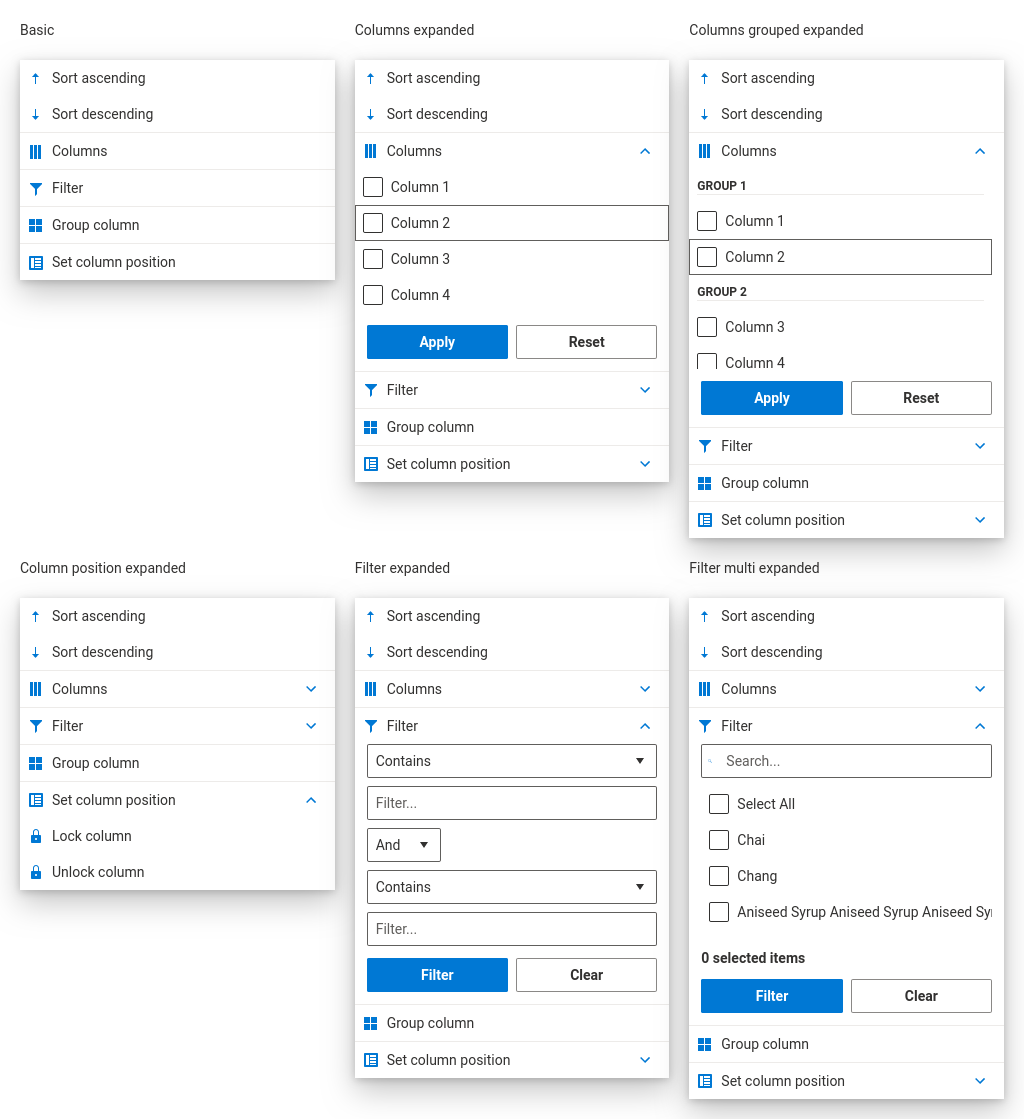 Basic
Sort ascending
Sort descending
Columns
Filter
Group column
Set column position
Columns expanded
Sort ascending
Sort descending
Columns
Column 1
Column 2
Column 3
Column 4
Apply Reset
Filter
Group column
Set column position
Columns grouped expanded
Sort ascending
Sort descending
Columns
GROUP 1
Column 1
Column 2
GROUP 2
Column 3
Column 4
Apply Reset
Filter
Group column
Set column position
Column position expanded
Sort ascending
Sort descending
Columns
Filter
Group column
Set column position
Lock column
Unlock column
Filter expanded
Sort ascending
Sort descending
Columns
Filter
Contains
Filter...
And
Contains
Filter...
Filter Clear
Group column
Set column position
Filter multi expanded
Sort ascending
Sort descending
Columns
Filter
Search...
Select All
Chai
Chang
Aniseed Syrup Aniseed Syrup Aniseed
0 selected items
Filter Clear
Group column
Set column position